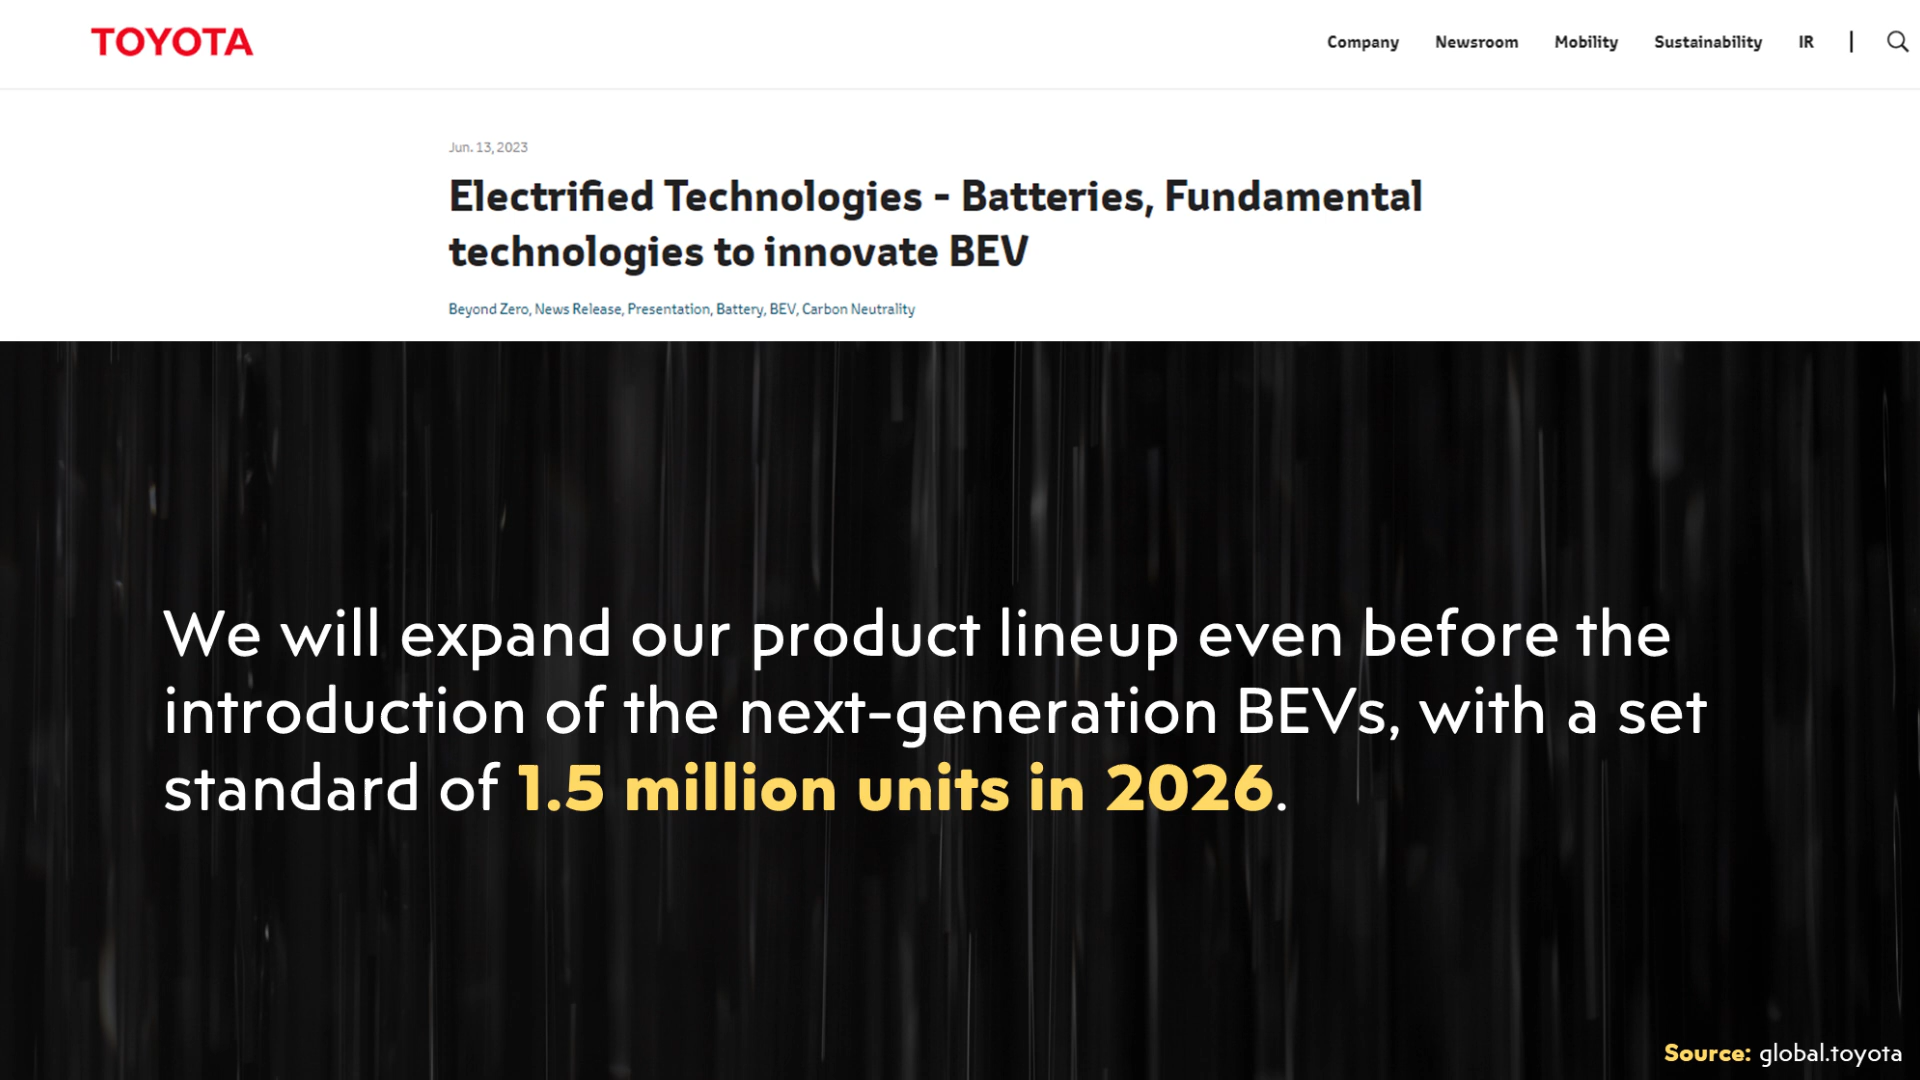 TOYOTA
Company Newsroom Mobility Sustainability IR |
Jun. 13, 2023
Electrified Technologies - Batteries, Fundamental
technologies to innovate BEV
Beyond Zero, News Release, Presentation, Battery, BEV, Carbon Neutrality
We will expand our product lineup even before the
introduction of the next-generation BEVs, with a set
standard of 1.5 million units in 2026.
Source: global.toyota